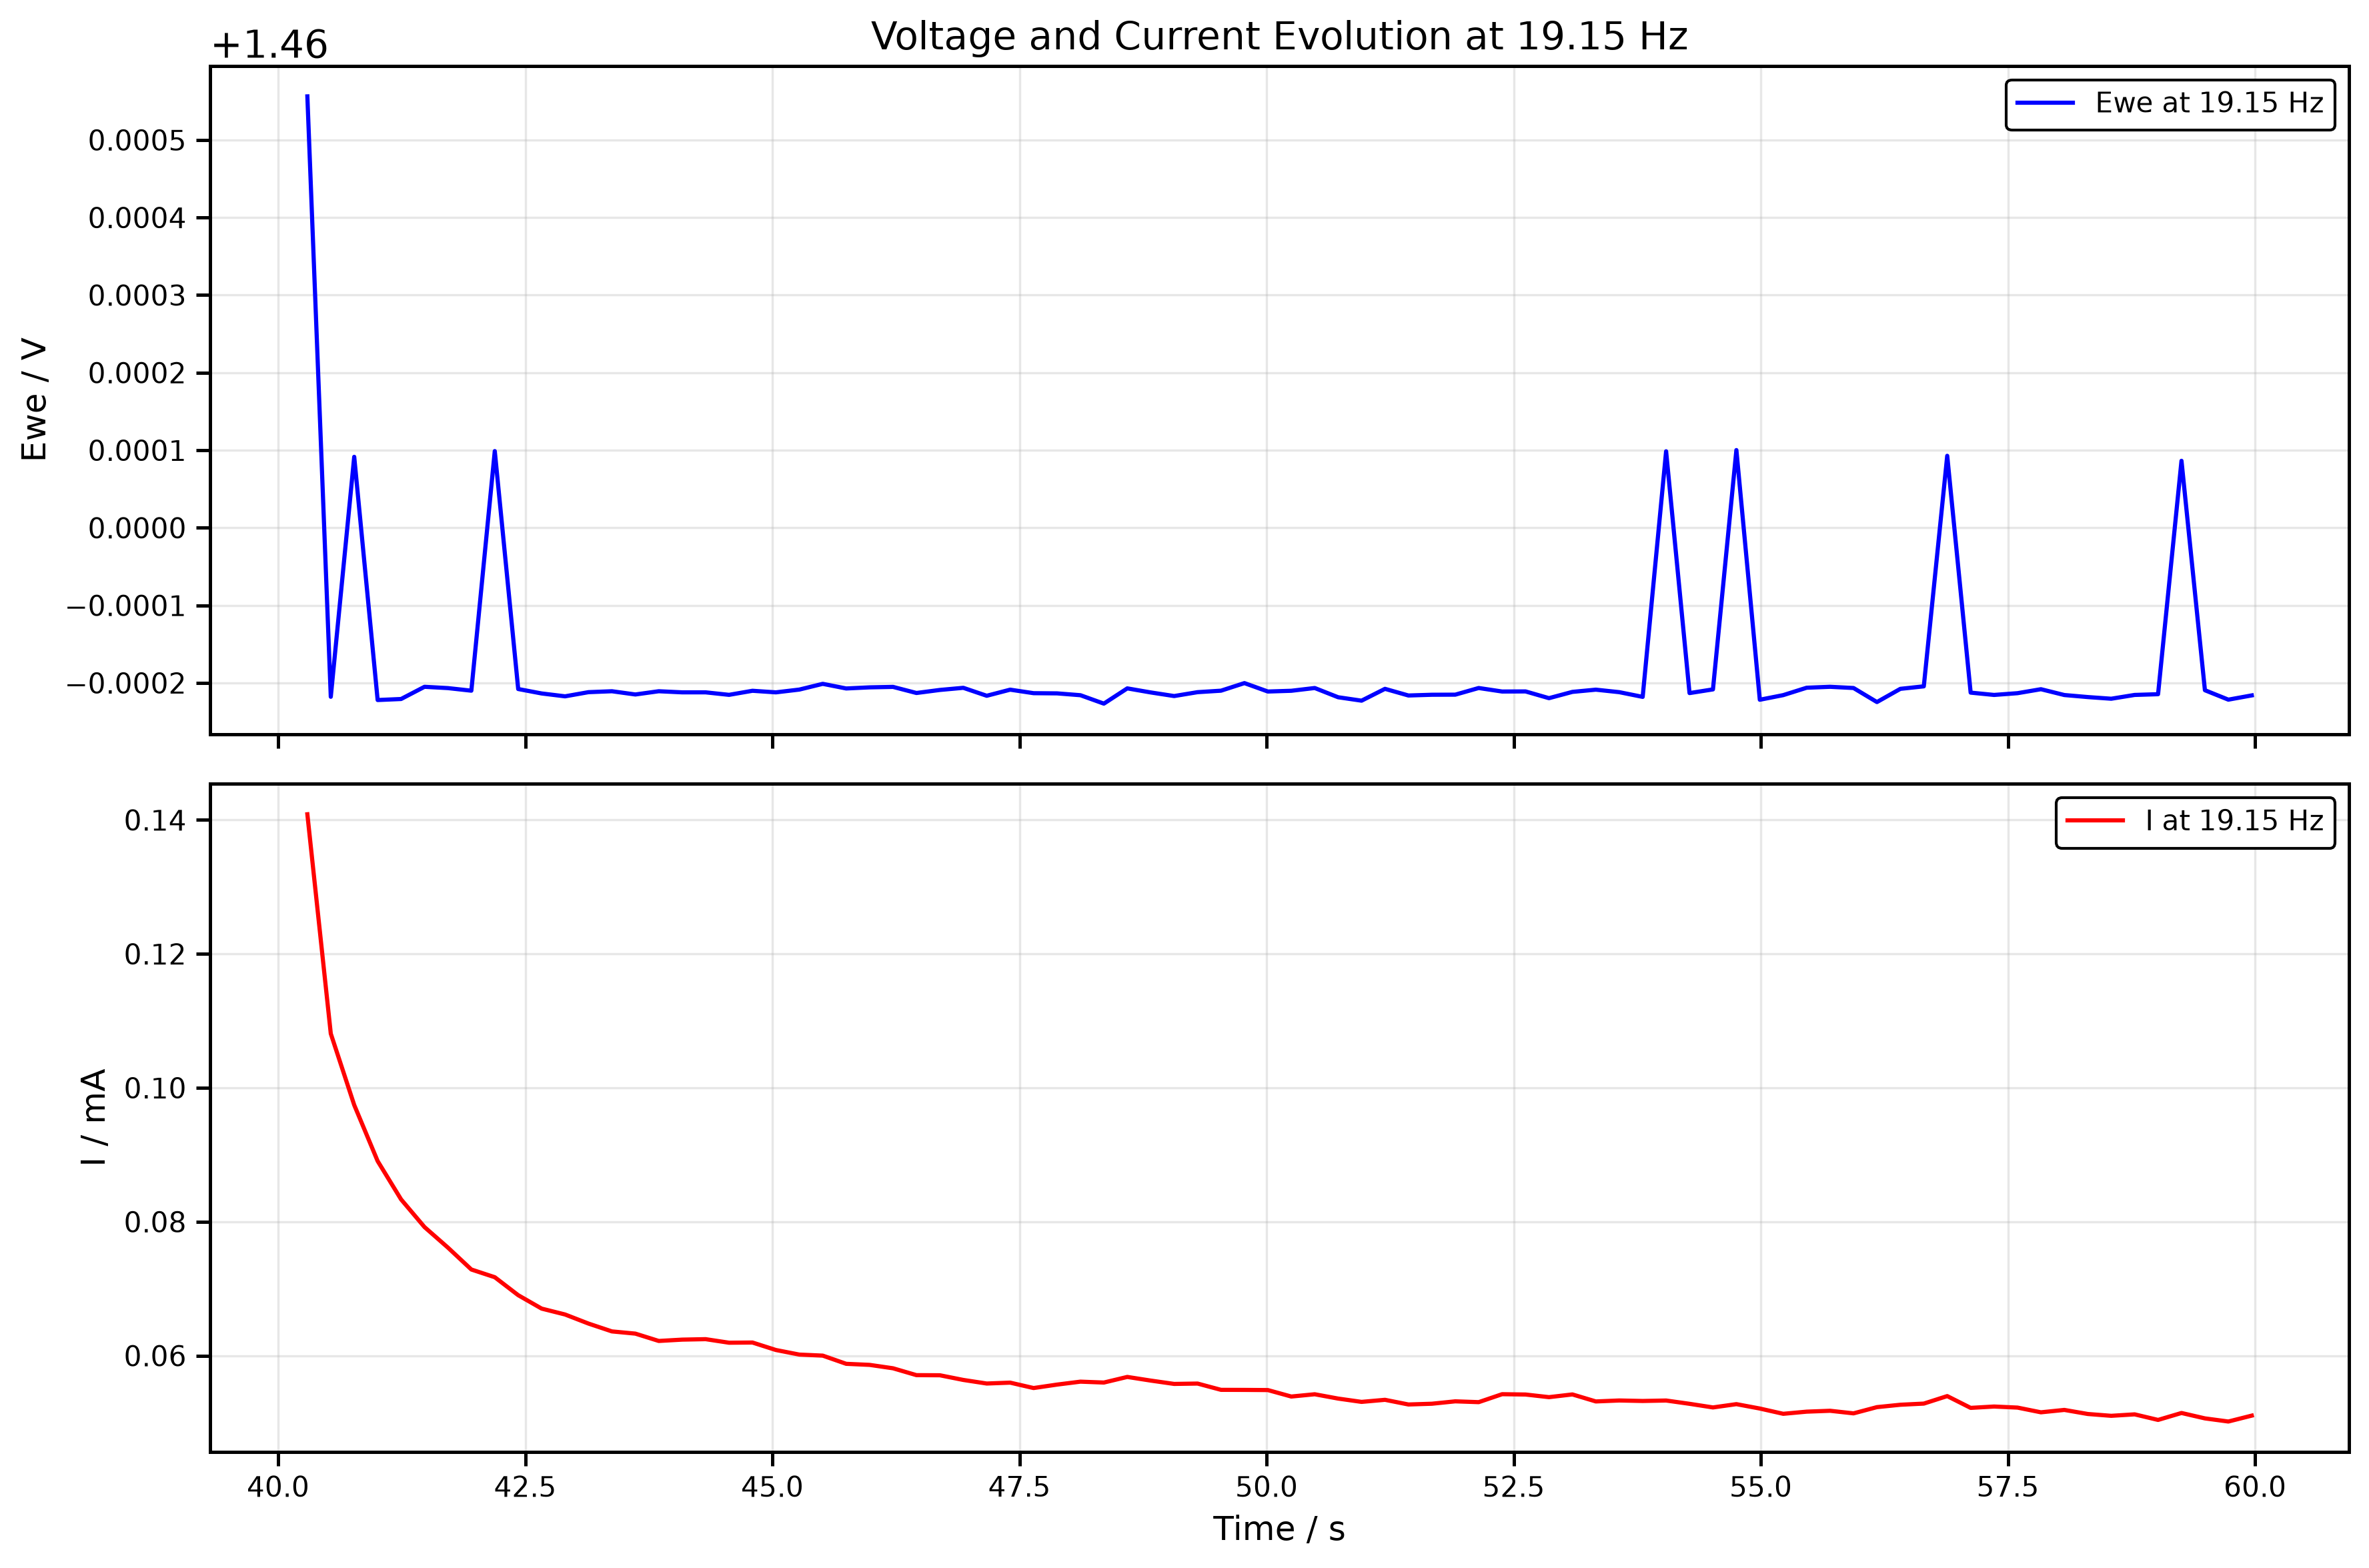 Voltage and Current Evolution at 19.15 Hz
+1.46
Ewe at 19.15 Hz
Ewe / V
0.0005
0.0004
0.0003
0.0002
0.0001
0.0000
−0.0001
−0.0002
I at 19.15 Hz
I / mA
0.14
0.12
0.10
0.08
0.06
40.0 42.5 45.0 47.5 50.0 52.5 55.0 57.5 60.0
Time / s